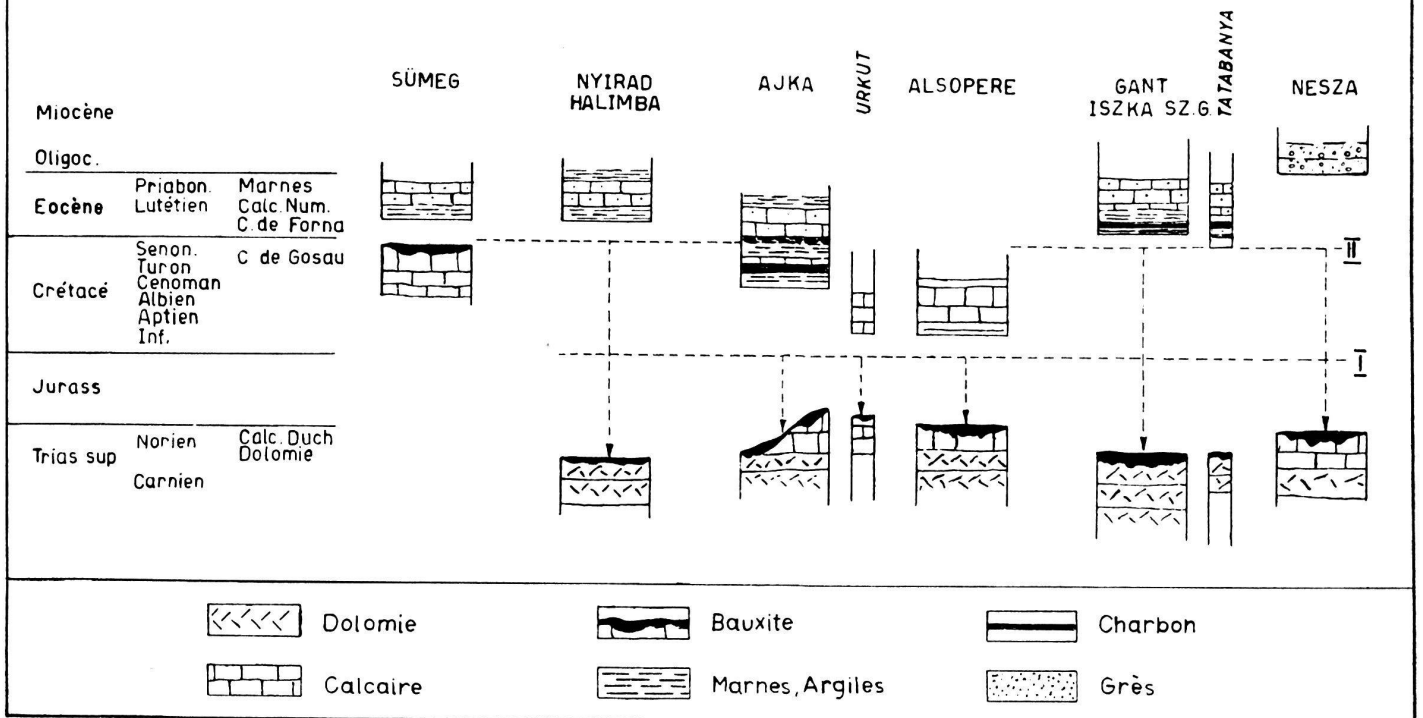 SÜMEG
NYIRAD
HALIMBA
AJKA
URKUT
ALSOPERE
GANT
ISZKA SZ.G.
TATABANYA
NESZA
Miocène
Oligoc.
Eocène
Priabon. Marnes
Lutétien Calc. Num.
C. de Forna
Crétacé
Senon. C de Gosau
Turon
Cenoman
Albien
Aptien
Inf.
II
I
Jurass
Trias sup
Norien Calc. Duch
Dolomie
Carnien
Dolomie
Bauxite
Charbon
Calcaire
Marnes, Argiles
Grès